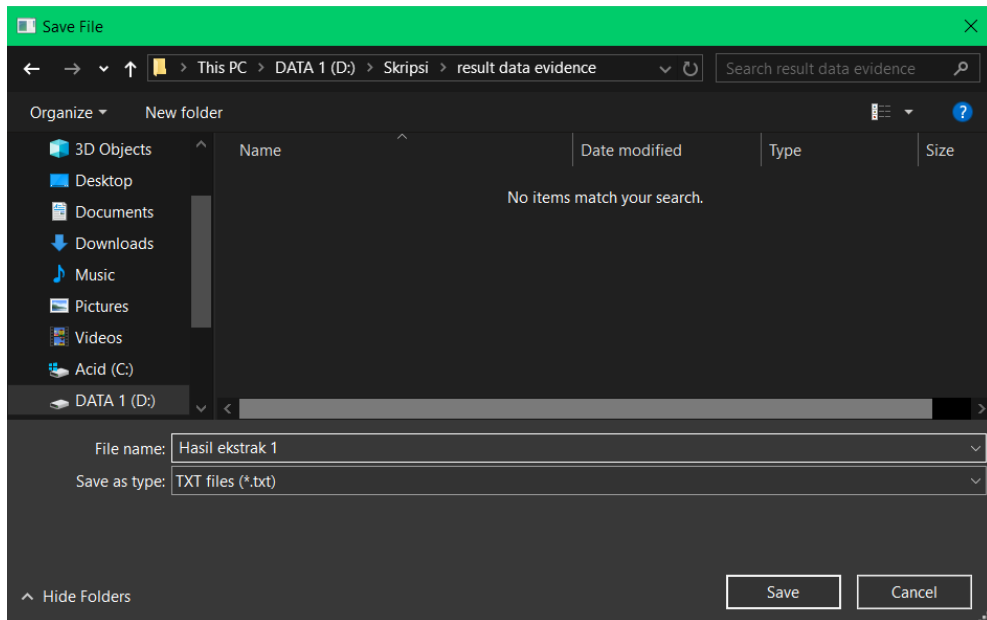 Save File
This PC > DATA 1 (D:) > Skripsi > result data evidence
Search result data evidence
Organize
New folder
3D Objects
Desktop
Documents
Downloads
Music
Pictures
Videos
Acid (C:)
DATA 1 (D:)
Name Date modified Type Size
No items match your search.
File name: Hasil ekstrak 1
Save as type: TXT files (*.txt)
Hide Folders
Save
Cancel